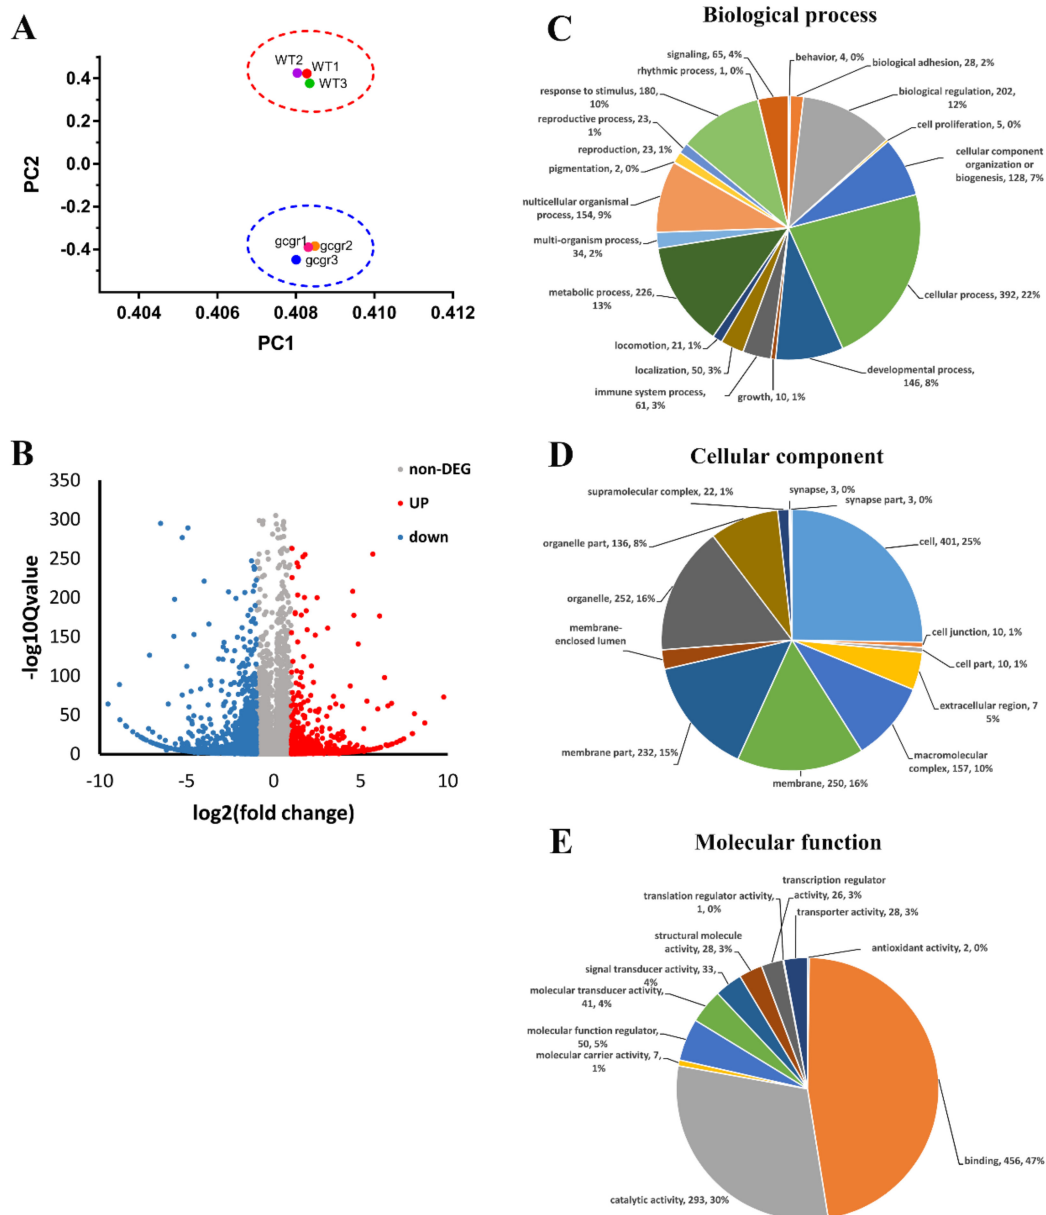 A
0.4
0.2
0.0
-0.2
-0.4
PC2
WT2
WT1
WT3
gcgr1
gcgr2
gcgr3
0.404
0.406
0.408
0.410
0.412
PC1
B
350
300
250
200
150
100
50
0
-log10Qvalue
non-DEG
UP
down
-10
-5
0
5
10
log2(fold change)
C
Biological process
signaling, 65, 4%
behavior, 4, 0%
rhythmic process, 1, 0%
biological adhesion, 28, 2%
response to stimulus, 180,
10%
biological regulation, 202,
12%
reproductive process, 23,
1%
cell proliferation, 5, 0%
reproduction, 23, 1%
cellular component
organization or
biogenesis, 128, 7%
pigmentation, 2, 0%
nulticellular organismal
process, 154, 9%
multi-organism process,
34, 2%
metabolic process, 226,
13%
cellular process, 392, 22%
locomotion, 21, 1%
localization, 50, 3%
developmental process,
146, 8%
immune system process,
61, 3%
growth, 10, 1%
D
Cellular component
supramolecular complex, 22, 1%
synapse, 3, 0%
synapse part, 3, 0%
organelle part, 136, 8%
cell, 401, 25%
organelle, 252, 16%
membrane-
enclosed lumen
cell junction, 10, 1%
cell part, 10, 1%
extracellular region, 7
5%
membrane part, 232, 15%
macromolecular
complex, 157, 10%
membrane, 250, 16%
E
Molecular function
transcription regulator
activity, 26, 3%
translation regulator activity,
1, 0%
transporter activity, 28, 3%
structural molecule
activity, 28, 3%
antioxidant activity, 2, 0%
signal transducer activity, 33,
4%
molecular transducer activity,
41, 4%
molecular function regulator,
50, 5%
molecular carrier activity, 7
1%
binding, 456, 47%
catalytic activity, 293, 30%